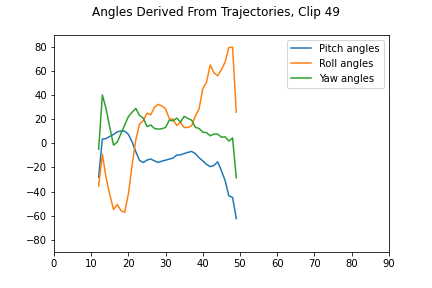 Angles Derived From Trajectories, Clip 49
80
60
40
20
0
−20
−40
−60
−80
0 10 20 30 40 50 60 70 80 90
Pitch angles
Roll angles
Yaw angles